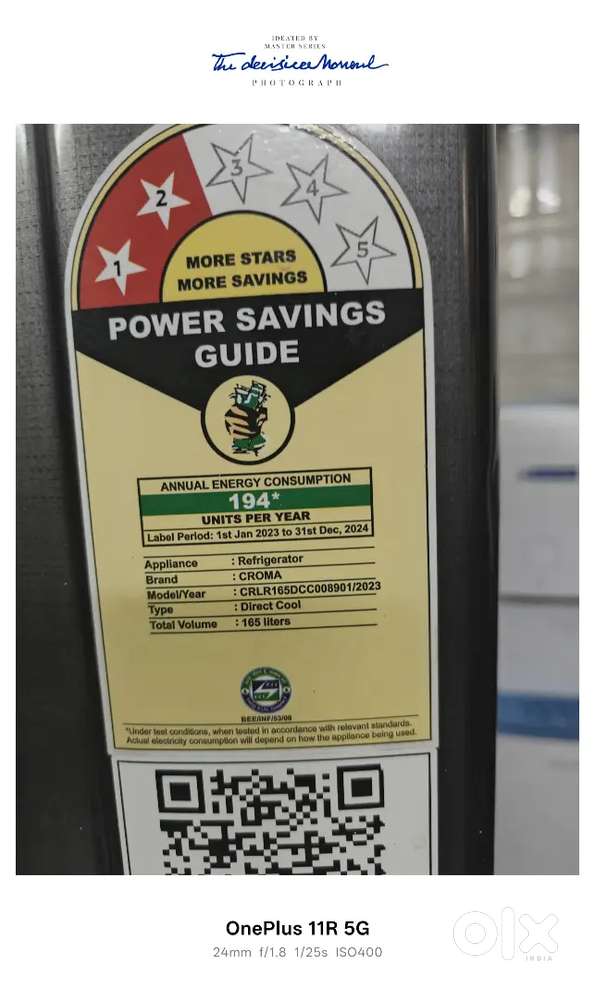 IDEATED BY
MASTER SERIES
The decisive Moment
PHOTOGRAPH
1
2
3
4
5
MORE STARS
MORE SAVINGS
POWER SAVINGS
GUIDE
ANNUAL ENERGY CONSUMPTION
194*
UNITS PER YEAR
Label Period: 1st Jan 2023 to 31st Dec, 2024
Appliance : Refrigerator
Brand : CROMA
Model/Year : CRLR165DCC008901/2023
Type : Direct Cool
Total Volume : 165 liters
*Under test conditions, when tested in accordance with relevant standards.
Actual electricity consumption will depend on how the appliance being used.
OnePlus 11R 5G
24mm f/1.8 1/25s ISO400
olx
INDIA